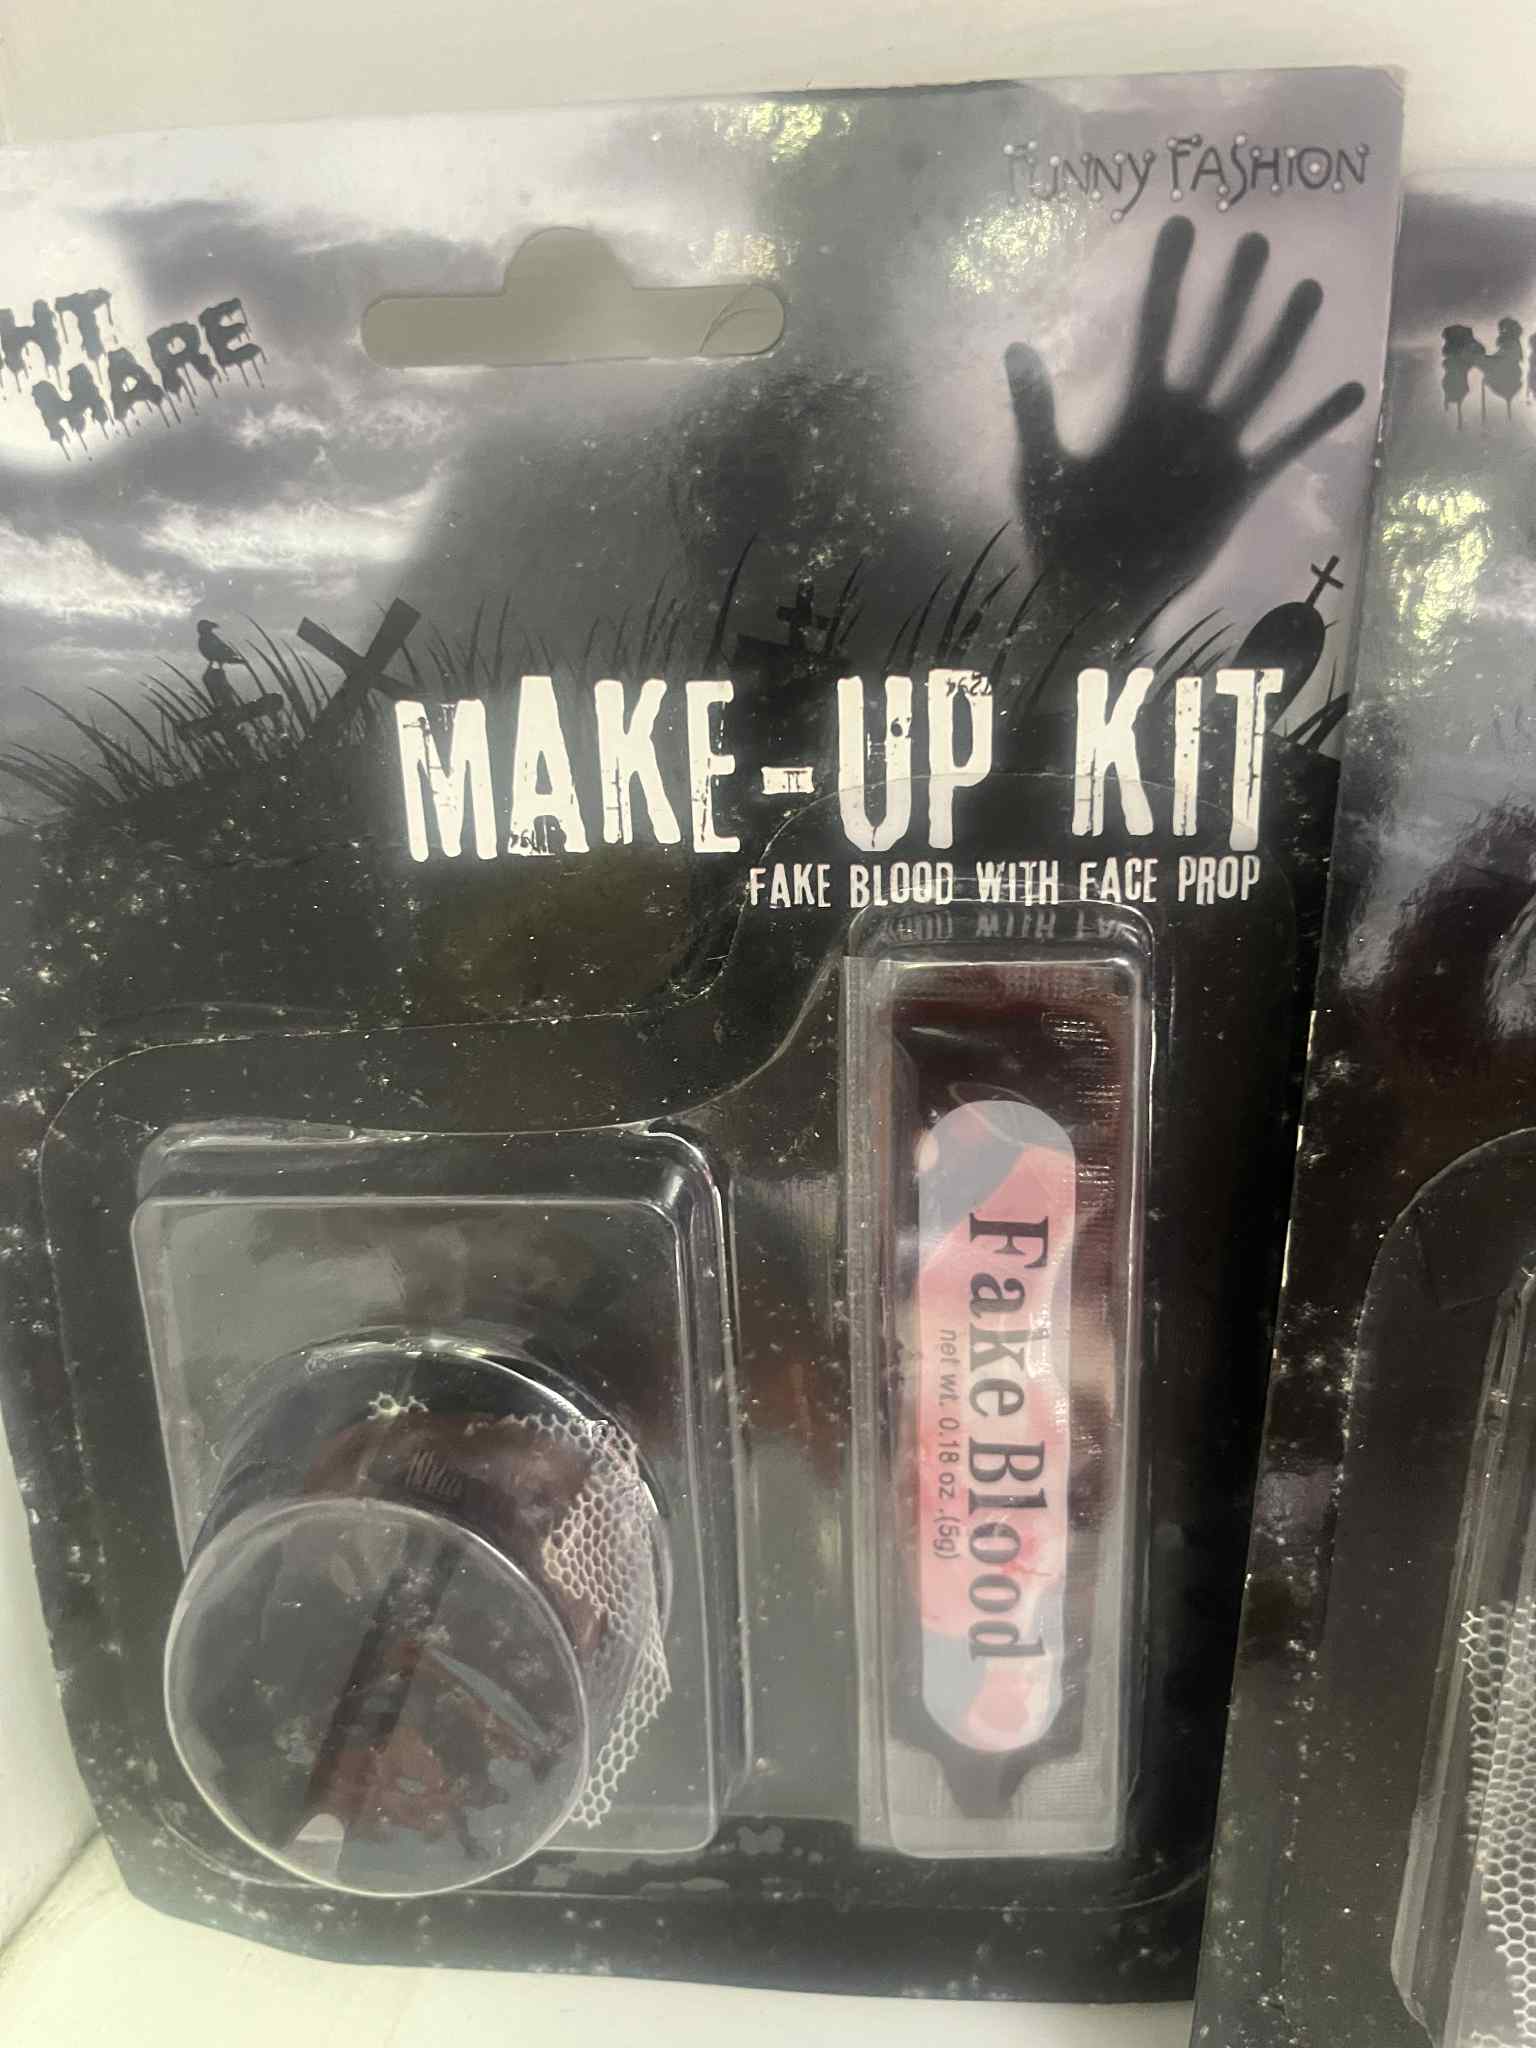 FUNNY FASHION
HT
MARE
MAKE-UP KIT
FAKE BLOOD WITH FACE PROP
Fake Blood
net wt. 0.18 oz .(5g)